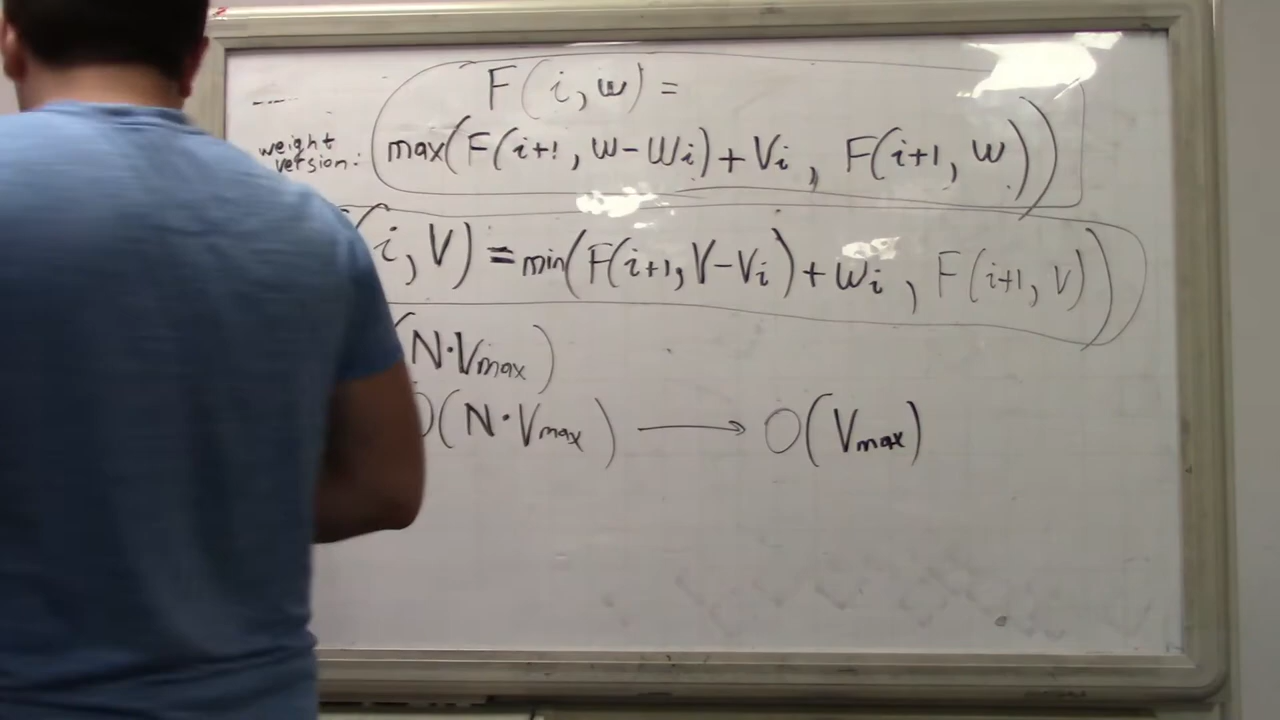 F(i, w) =
weight
version:
max(F(i+1, w-wi) + Vi, F(i+1, w))
i, V) = min(F(i+1, V-Vi) + wi, F(i+1, V))
(N·Vmax)
O(N·Vmax) → O(Vmax)